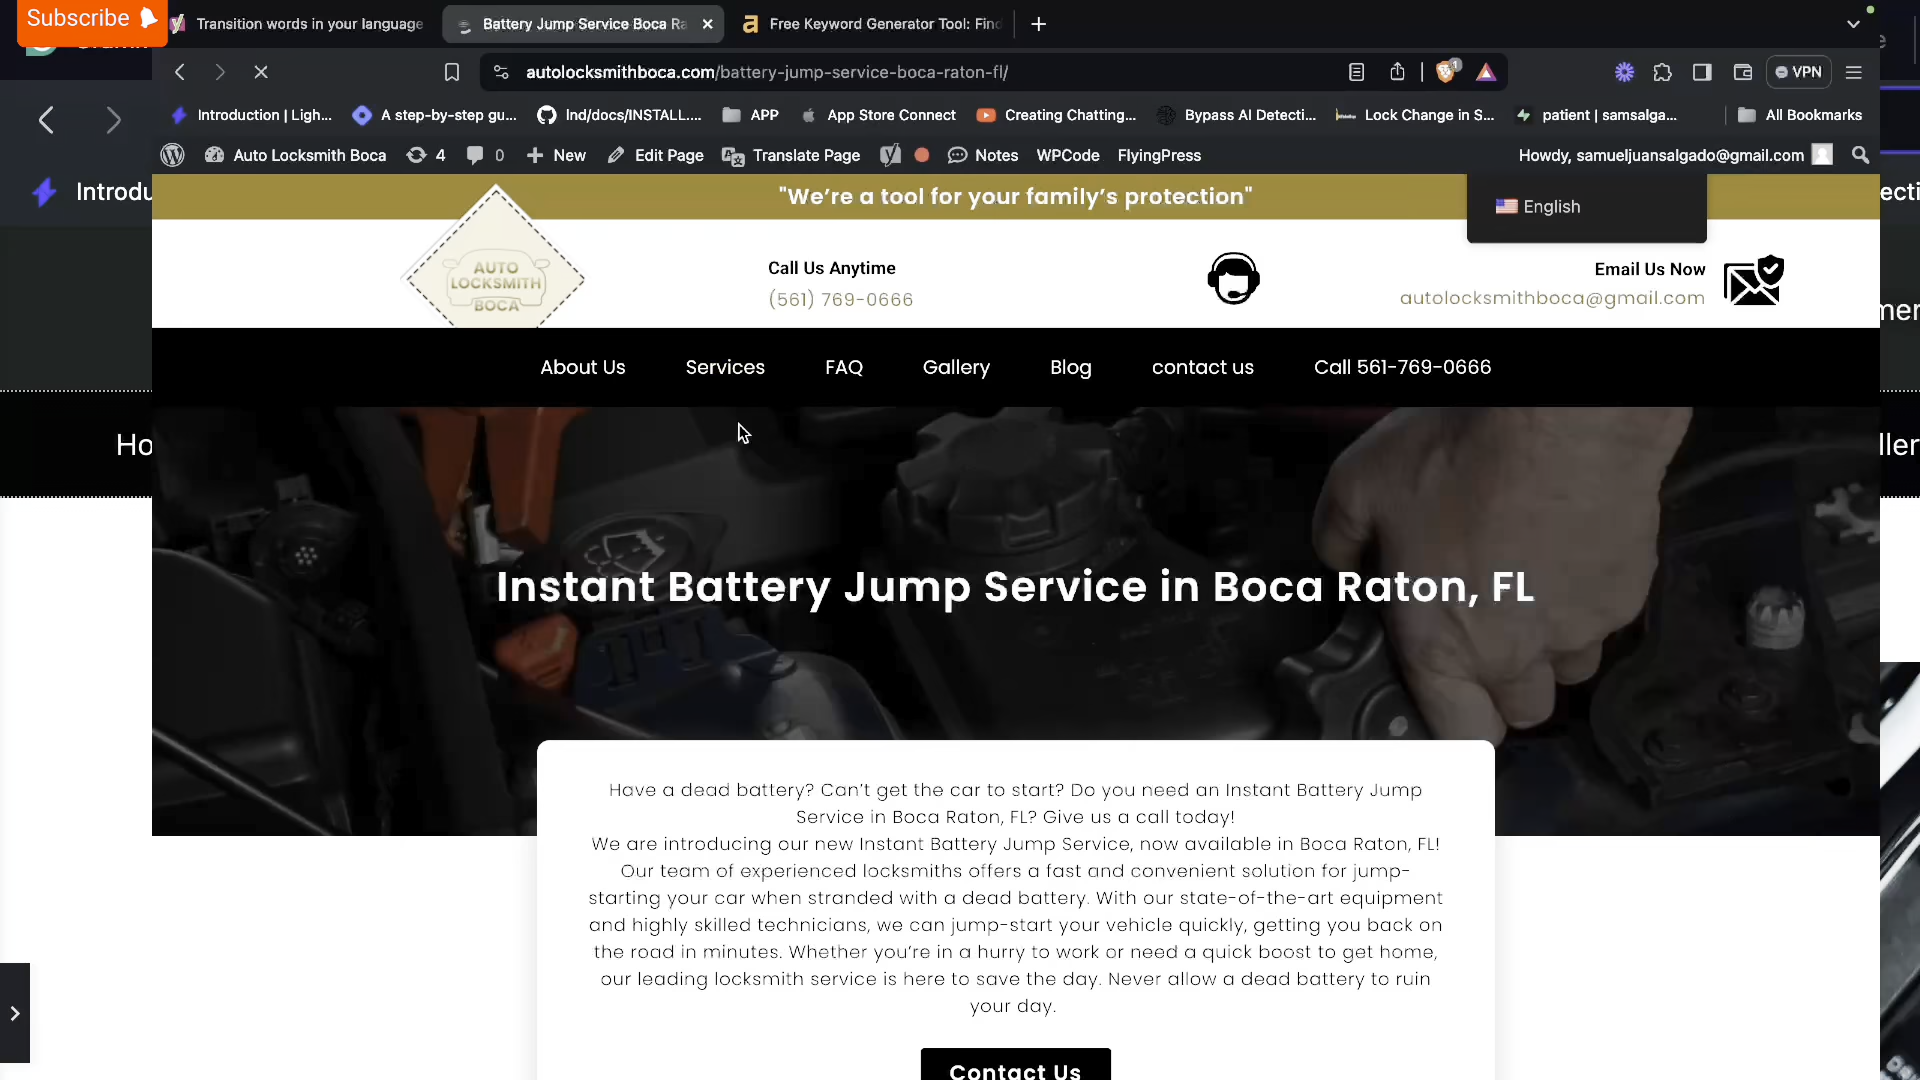 Subscribe
Transition words in your language
Battery Jump Service Boca Ra
Free Keyword Generator Tool: Find
autolocksmithboca.com/battery-jump-service-boca-raton-fl/
VPN
Introduction | Ligh...
A step-by-step gu...
lnd/docs/INSTALL....
APP
App Store Connect
Creating Chatting...
Bypass AI Detecti...
Lock Change in S...
patient | samsalga...
All Bookmarks
Auto Locksmith Boca
4
0
New
Edit Page
Translate Page
Notes
WPCode
FlyingPress
Howdy, samueljuansalgado@gmail.com
Introdu
"We’re a tool for your family’s protection"
English
AUTO
LOCKSMITH
BOCA
Call Us Anytime
(561) 769-0666
Email Us Now
autolocksmithboca@gmail.com
About Us
Services
FAQ
Gallery
Blog
contact us
Call 561-769-0666
Ho
Instant Battery Jump Service in Boca Raton, FL
Have a dead battery? Can’t get the car to start? Do you need an Instant Battery Jump
Service in Boca Raton, FL? Give us a call today!
We are introducing our new Instant Battery Jump Service, now available in Boca Raton, FL!
Our team of experienced locksmiths offers a fast and convenient solution for jump-
starting your car when stranded with a dead battery. With our state-of-the-art equipment
and highly skilled technicians, we can jump-start your vehicle quickly, getting you back on
the road in minutes. Whether you’re in a hurry to work or need a quick boost to get home,
our leading locksmith service is here to save the day. Never allow a dead battery to ruin
your day.
Contact Us